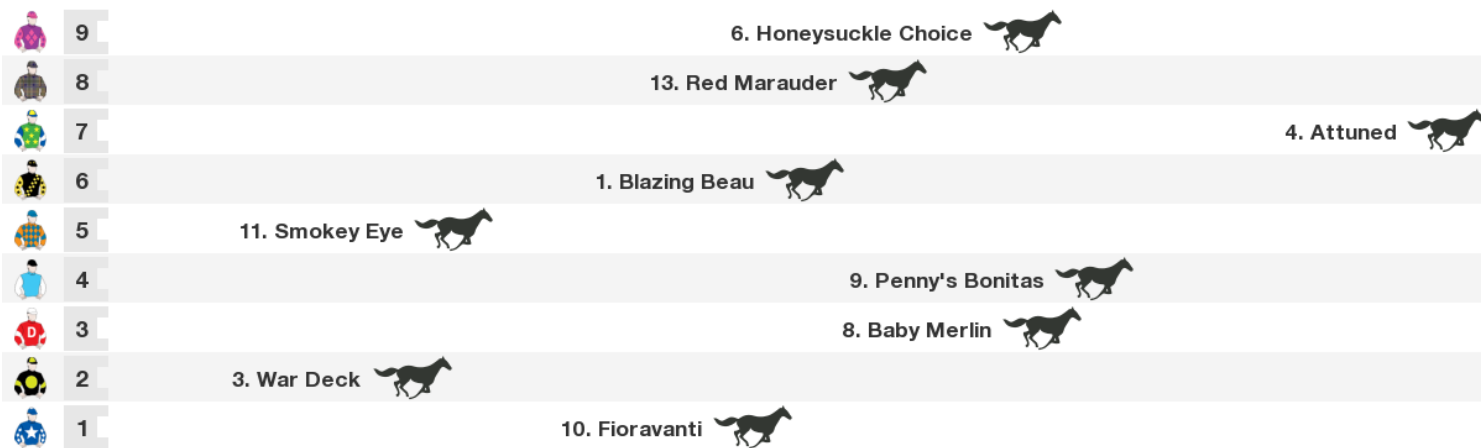 9 6. Honeysuckle Choice
8 13. Red Marauder
7 4. Attuned
6 1. Blazing Beau
5 11. Smokey Eye
4 9. Penny's Bonitas
D 3 8. Baby Merlin
2 3. War Deck
1 10. Fioravanti